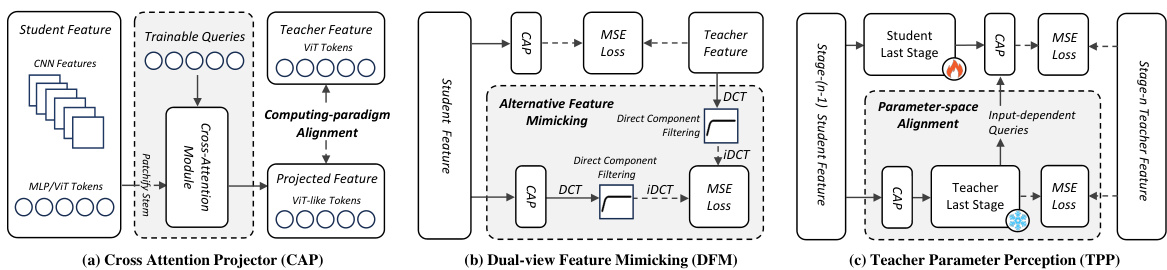 Student Feature
CNN Features
MLP/ViT Tokens
Patchify Stem
Trainable Queries
Cross-Attention
Module
Teacher Feature
ViT Tokens
Computing-paradigm
Alignment
Projected Feature
ViT-like Tokens
(a) Cross Attention Projector (CAP)
Student Feature
CAP
MSE
Loss
Teacher
Feature
Alternative Feature
Mimicking
DCT
Direct Component
Filtering
iDCT
CAP
DCT
Direct Component
Filtering
iDCT
MSE
Loss
(b) Dual-view Feature Mimicking (DFM)
Stage-(n-1) Student Feature
Student
Last Stage
CAP
MSE
Loss
Stage-n Teacher Feature
Parameter-space
Alignment
Input-dependent
Queries
CAP
Teacher
Last Stage
MSE
Loss
(c) Teacher Parameter Perception (TPP)